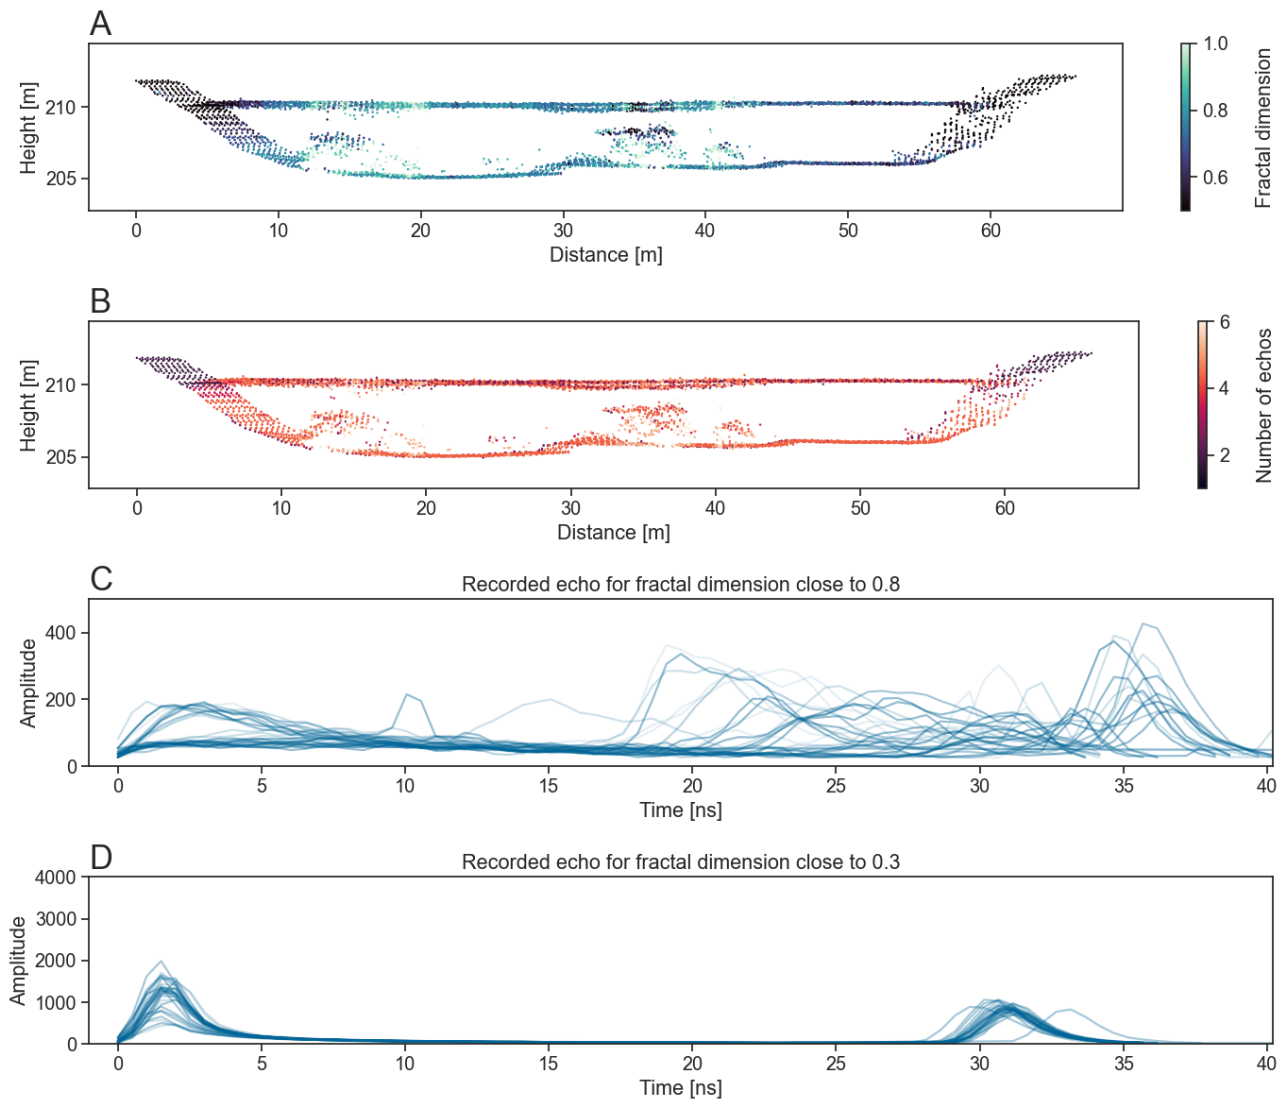 A
Height [m]
210
205
0 10 20 30 40 50 60
Distance [m]
1.0
0.8
0.6
Fractal dimension
B
Height [m]
210
205
0 10 20 30 40 50 60
Distance [m]
6
4
2
Number of echos
C
Recorded echo for fractal dimension close to 0.8
Amplitude
400
200
0
0 5 10 15 20 25 30 35 40
Time [ns]
D
Recorded echo for fractal dimension close to 0.3
Amplitude
4000
3000
2000
1000
0
0 5 10 15 20 25 30 35 40
Time [ns]